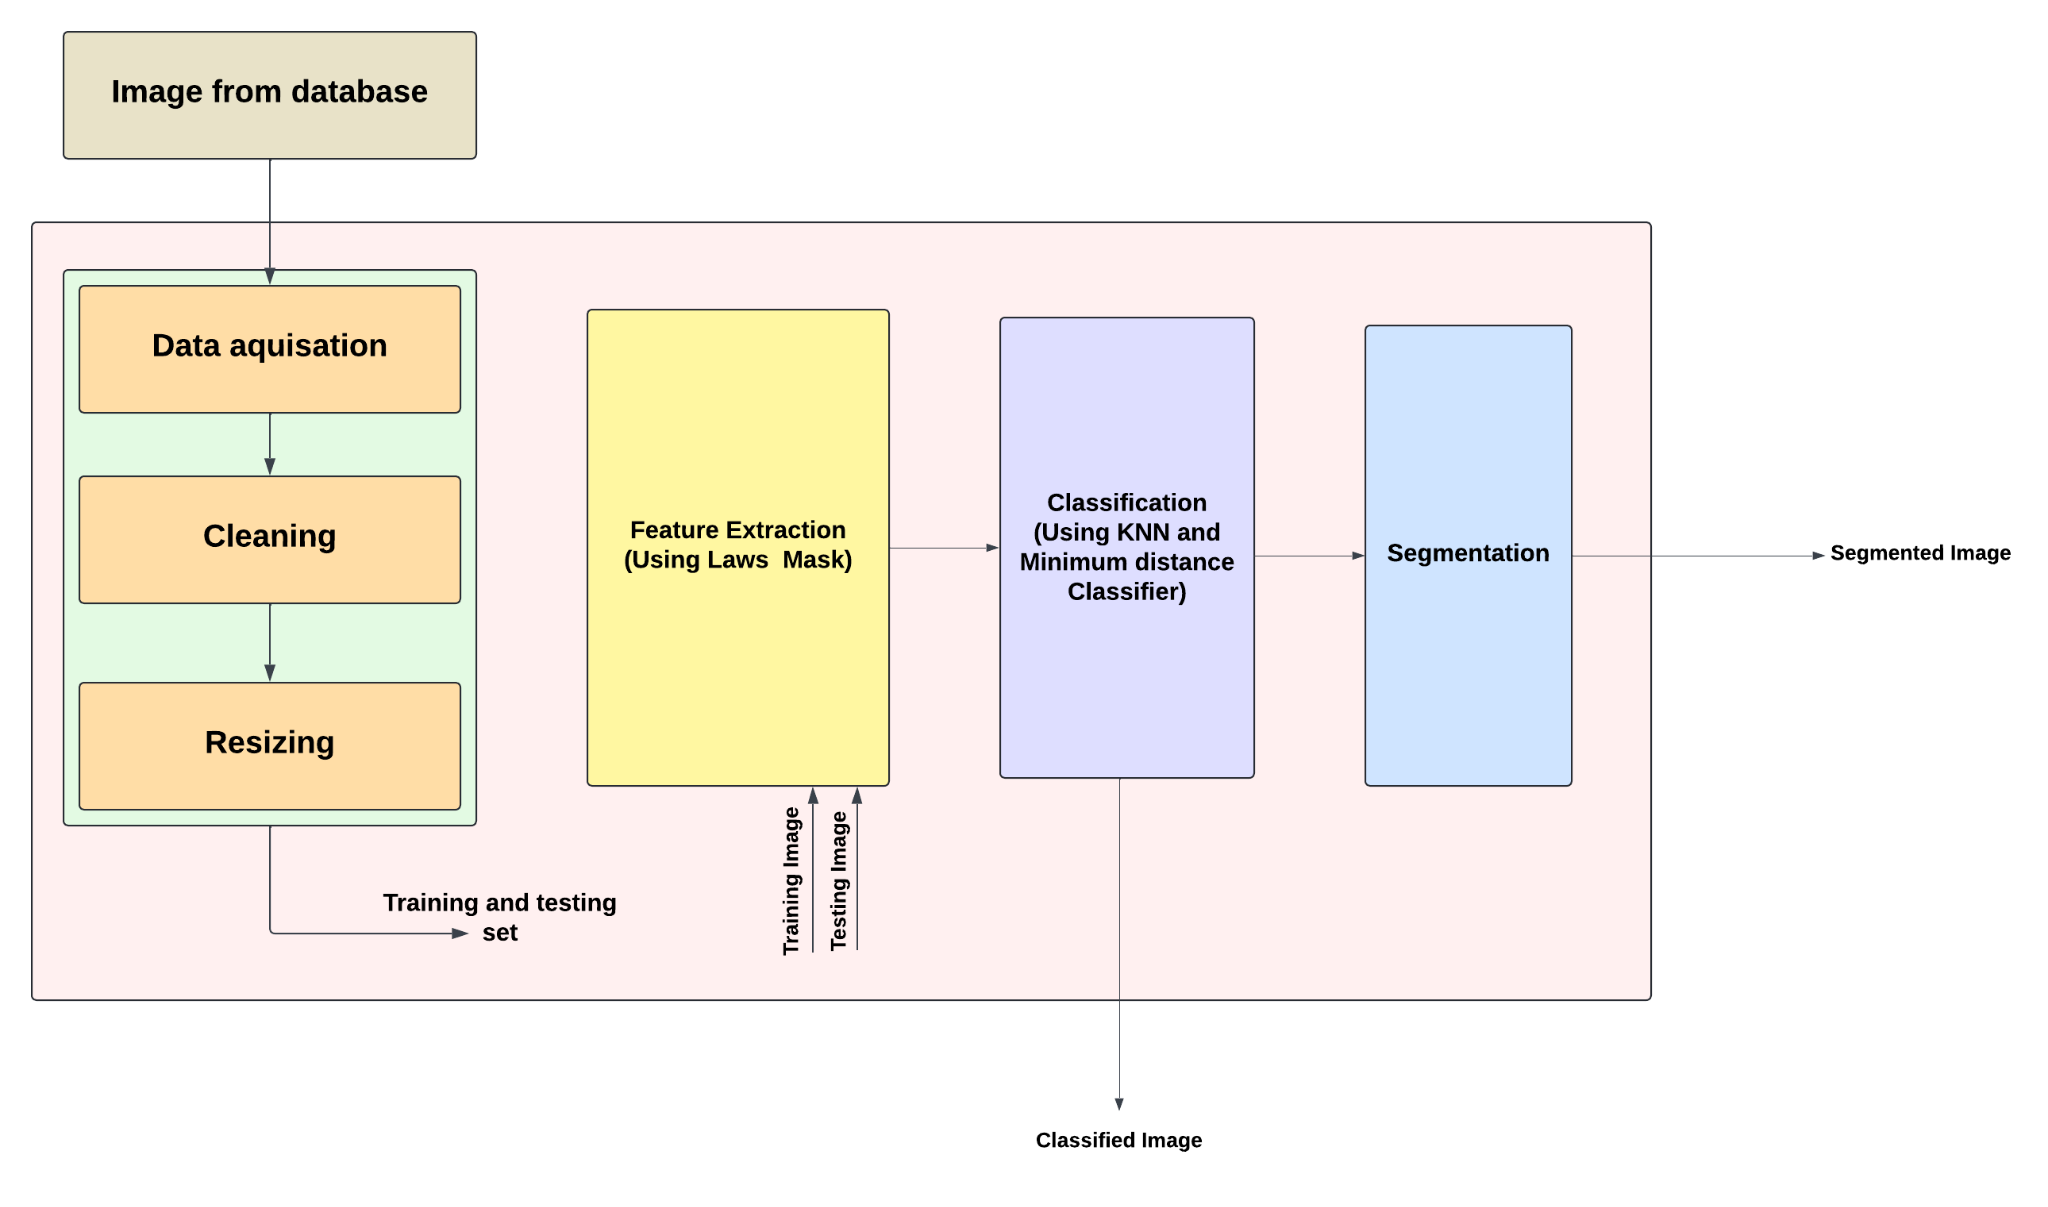 Image from database
Data aquisation
Cleaning
Resizing
Training and testing
set
Feature Extraction
(Using Laws  Mask)
Training Image
Testing Image
Classification
(Using KNN and
Minimum distance
Classifier)
Segmentation
Segmented Image
Classified Image